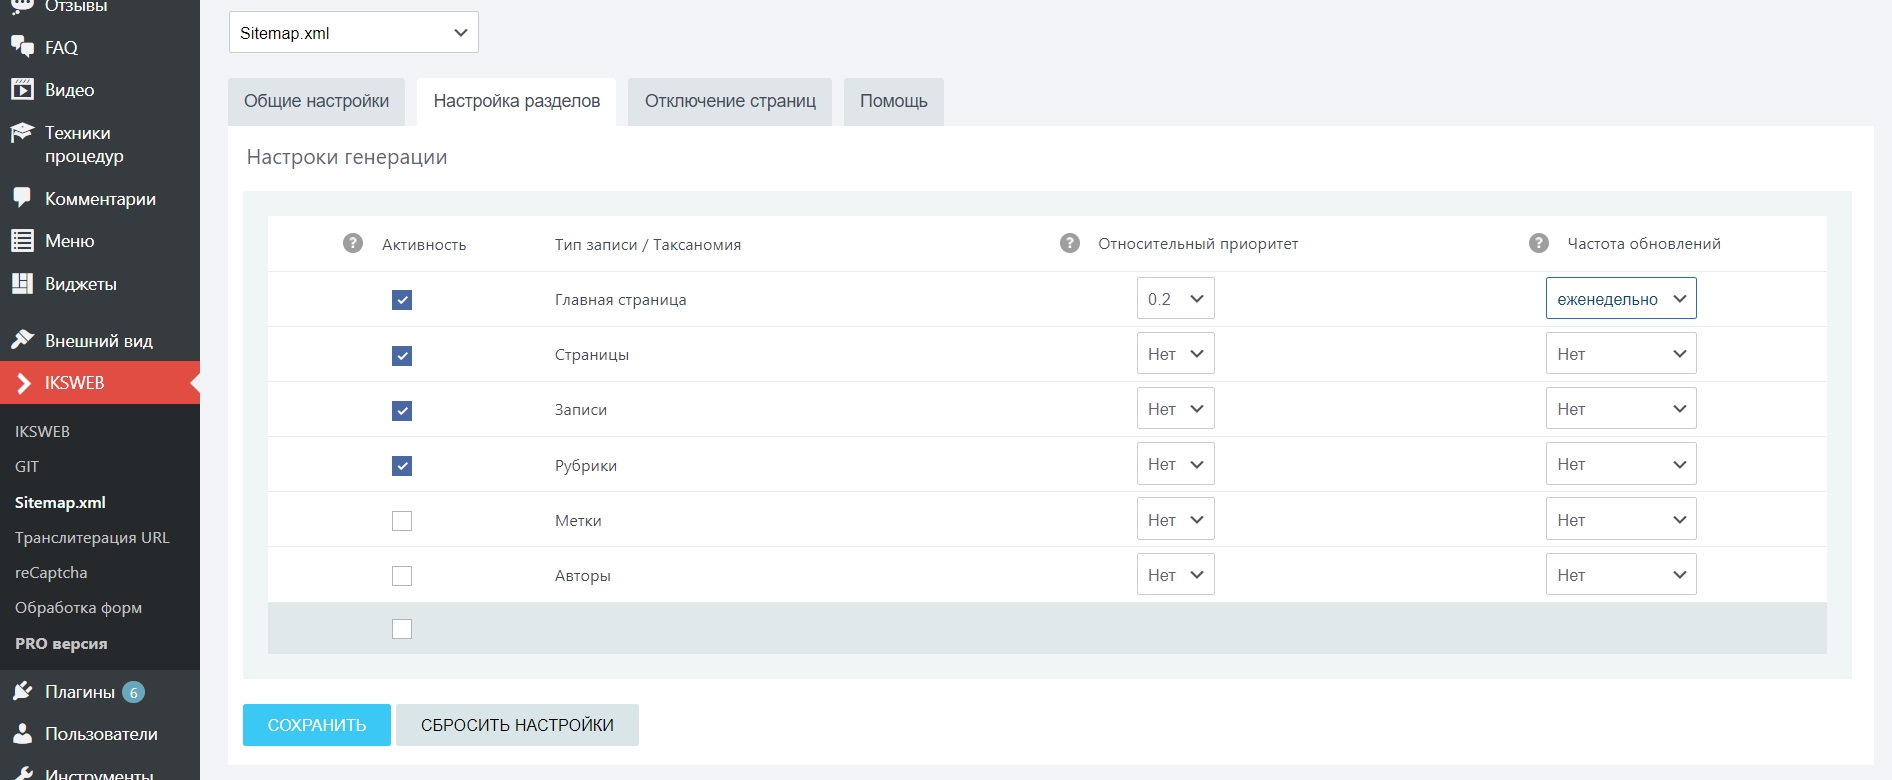 Отзывы
FAQ
Видео
Техники
процедур
Комментарии
Меню
Виджеты
Внешний вид
IKSWEB
IKSWEB
GIT
Sitemap.xml
Транслитерация URL
reCaptcha
Обработка форм
PRO версия
Плагины 6
Пользователи
Инструменты
Sitemap.xml
Общие настройки
Настройка разделов
Отключение страниц
Помощь
Настроки генерации
? Активность
Тип записи / Таксаномия
? Относительный приоритет
? Частота обновлений
Главная страница 0.2 еженедельно
Страницы Нет Нет
Записи Нет Нет
Рубрики Нет Нет
Метки Нет Нет
Авторы Нет Нет
СОХРАНИТЬ
СБРОСИТЬ НАСТРОЙКИ